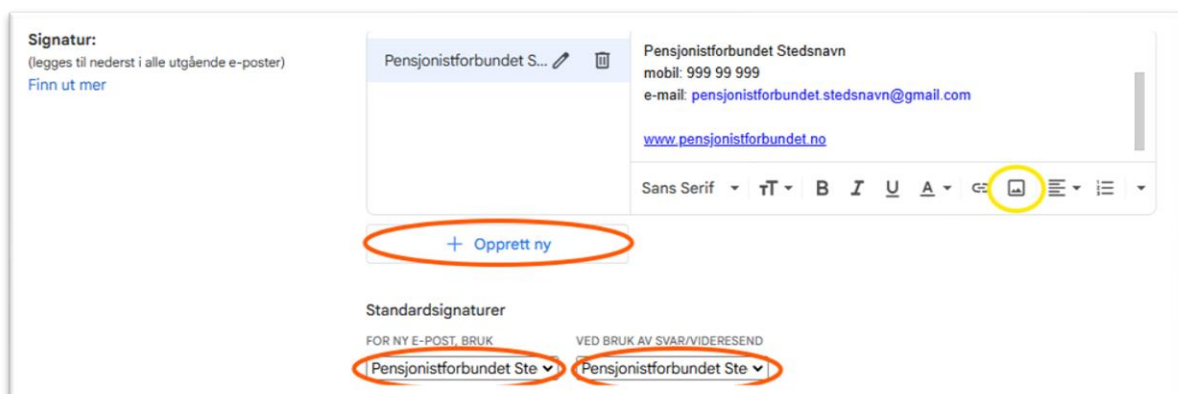 Signatur:
(legges til nederst i alle utgående e-poster)
Finn ut mer
Pensjonistforbundet S...
Pensjonistforbundet Stedsnavn
mobil: 999 99 999
e-mail: pensjonistforbundet.stedsnavn@gmail.com
www.pensjonistforbundet.no
Sans Serif
+ Opprett ny
Standardsignaturer
FOR NY E-POST, BRUK
VED BRUK AV SVAR/VIDERESEND
Pensjonistforbundet Ste
Pensjonistforbundet Ste